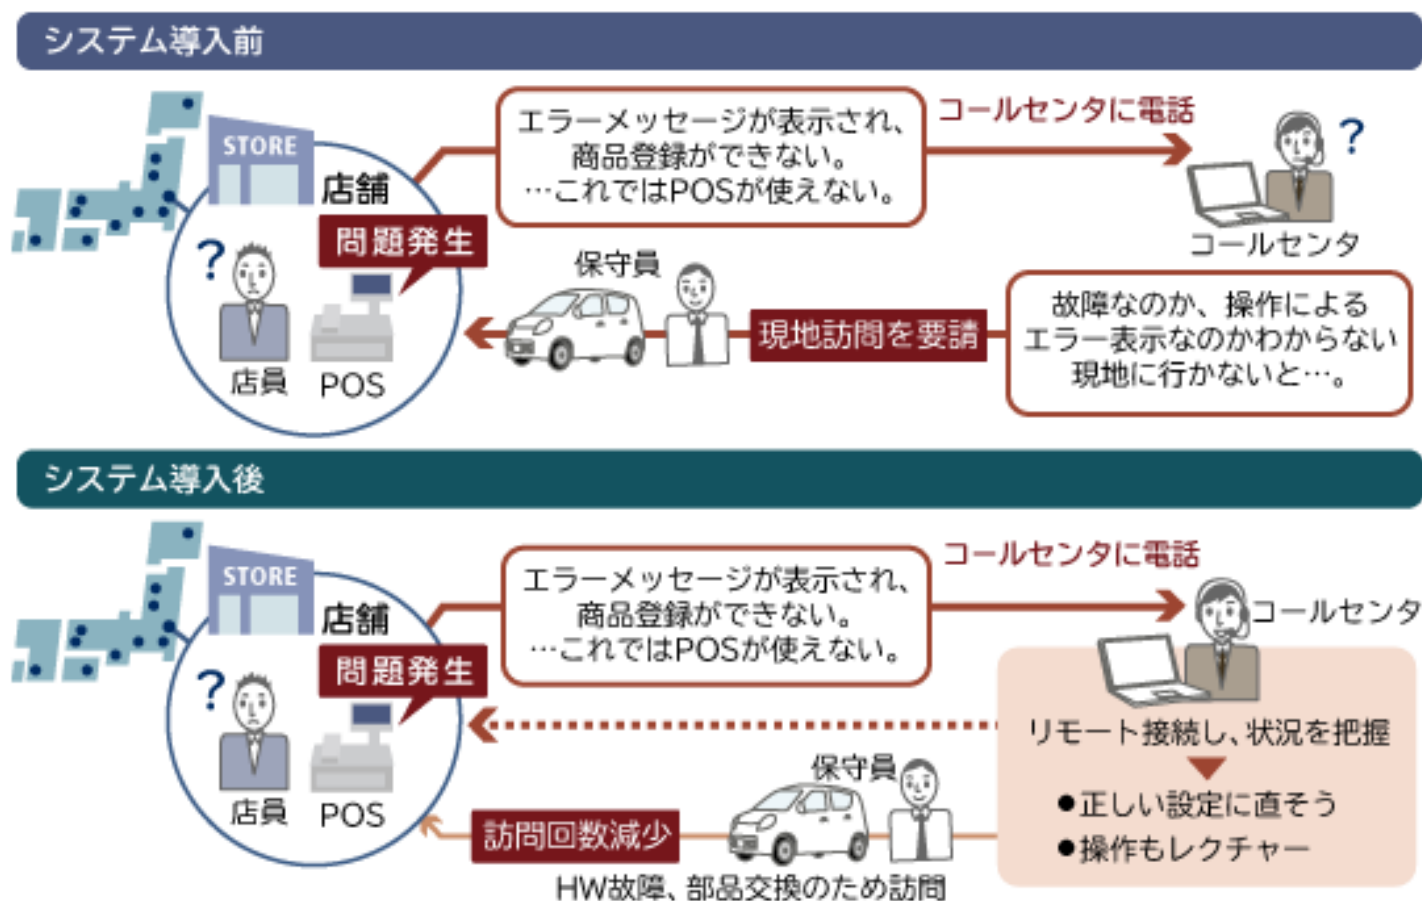 システム導入前
エラーメッセージが表示され、
商品登録ができない。
…これではPOSが使えない。
コールセンタに電話
?
STORE
店舗
問題発生
?
店員
POS
コールセンタ
保守員
現地訪問を要請
故障なのか、操作による
エラー表示なのかわからない
現地に行かないと…。
システム導入後
エラーメッセージが表示され、
商品登録ができない。
…これではPOSが使えない。
コールセンタに電話
STORE
店舗
問題発生
?
店員
POS
コールセンタ
リモート接続し、状況を把握
●正しい設定に直そう
●操作もレクチャー
保守員
訪問回数減少
HW故障、部品交換のため訪問